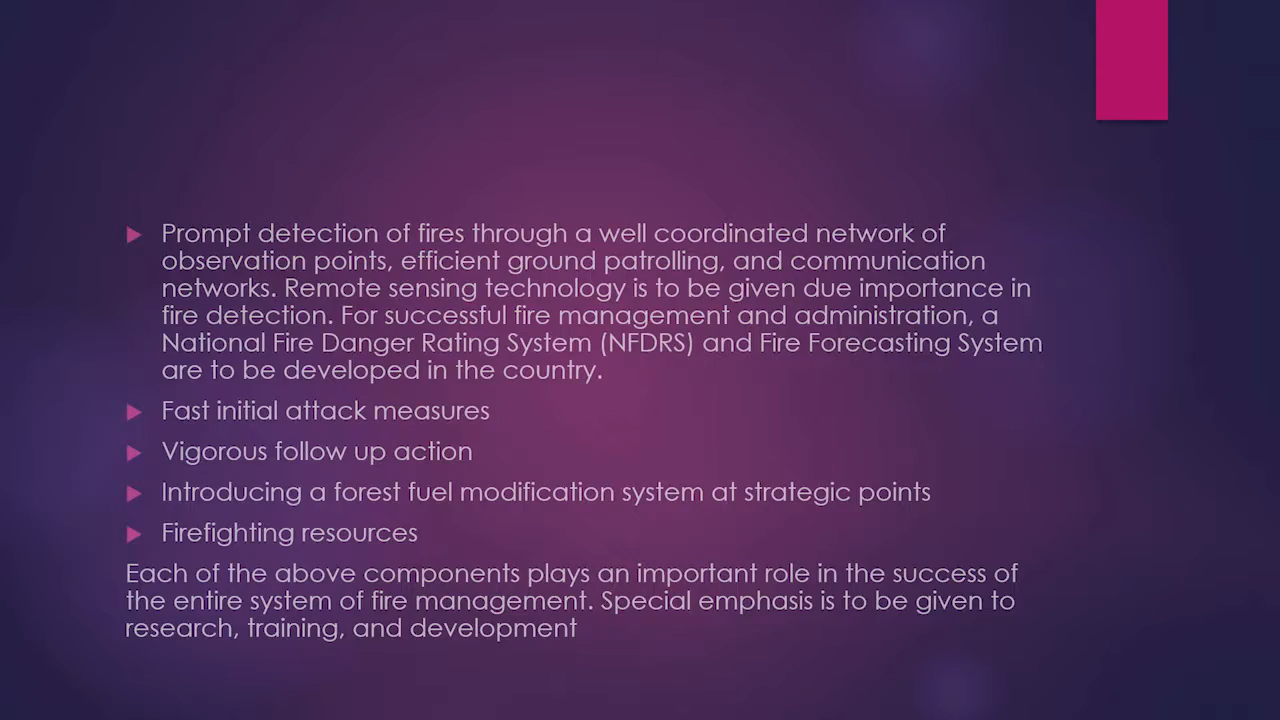 Prompt detection of fires through a well coordinated network of
observation points, efficient ground patrolling, and communication
networks. Remote sensing technology is to be given due importance in
fire detection. For successful fire management and administration, a
National Fire Danger Rating System (NFDRS) and Fire Forecasting System
are to be developed in the country.
Fast initial attack measures
Vigorous follow up action
Introducing a forest fuel modification system at strategic points
Firefighting resources
Each of the above components plays an important role in the success of
the entire system of fire management. Special emphasis is to be given to
research, training, and development